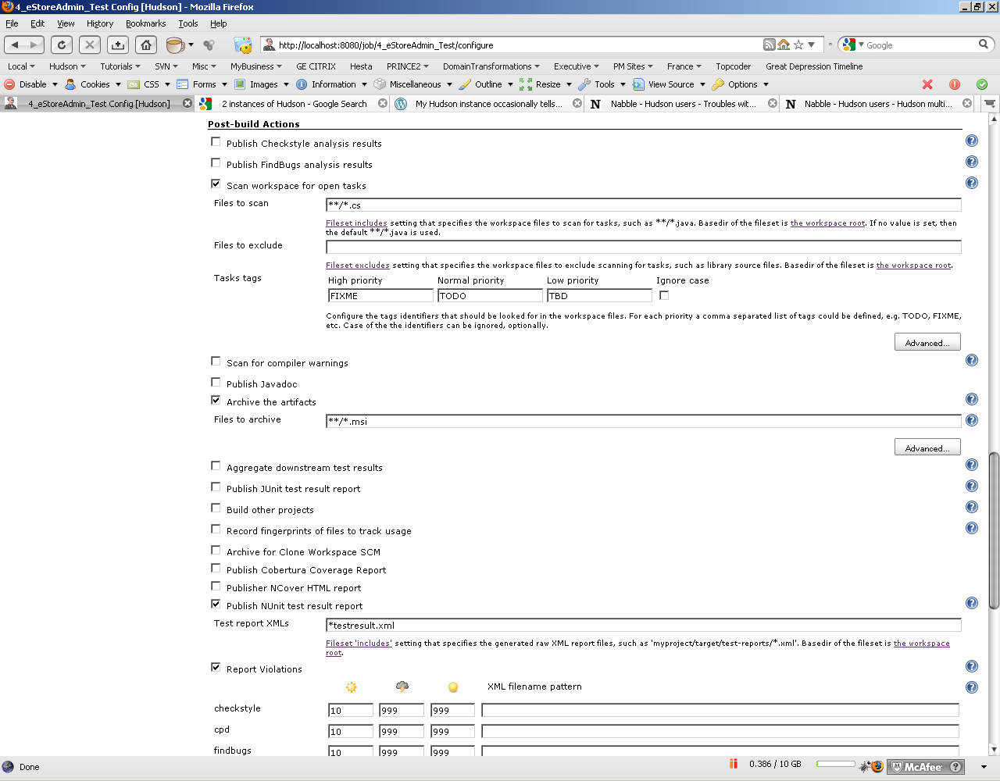 4_eStoreAdmin_Test Config [Hudson] - Mozilla Firefox
File Edit View History Bookmarks Tools Help
http://localhost:8080/job/4_eStoreAdmin_Test/configure Google
Local Hudson Tutorials SVN Misc MyBusiness GE CITRIX Hesta PRINCE2 DomainTransformations Executive PM Sites France Topcoder Great Depression Timeline
Disable Cookies CSS Forms Images Information Miscellaneous Outline Resize Tools View Source Options
4_eStoreAdmin_Test Config [Hudson] 2 instances of Hudson - Google Search My Hudson instance occasionally tells... Nabble - Hudson users - Troubles wit... Nabble - Hudson users - Hudson multi...
Post-build Actions
Publish Checkstyle analysis results
Publish FindBugs analysis results
Scan workspace for open tasks
Files to scan **/*.cs
Fileset includes setting that specifies the workspace files to scan for tasks, such as **/*.java. Basedir of the fileset is the workspace root. If no value is set, then
the default **/*.java is used.
Files to exclude
Fileset excludes setting that specifies the workspace files to exclude scanning for tasks, such as library source files. Basedir of the fileset is the workspace root.
Tasks tags High priority Normal priority Low priority Ignore case
FIXME TODO TBD
Configure the tags identifiers that should be looked for in the workspace files. For each priority a comma separated list of tags could be defined, e.g. TODO, FIXME,
etc. Case of the the identifiers can be ignored, optionally.
Advanced...
Scan for compiler warnings
Publish Javadoc
Archive the artifacts
Files to archive **/*.msi
Advanced...
Aggregate downstream test results
Publish JUnit test result report
Build other projects
Record fingerprints of files to track usage
Archive for Clone Workspace SCM
Publish Cobertura Coverage Report
Publisher NCover HTML report
Publish NUnit test result report
Test report XMLs *testresult.xml
Fileset 'includes' setting that specifies the generated raw XML report files, such as 'myproject/target/test-reports/*.xml'. Basedir of the fileset is the workspace
root.
Report Violations
XML filename pattern
checkstyle 10 999 999
cpd 10 999 999
findbugs 10 999 999
Done 0.386 / 10 GB McAfee